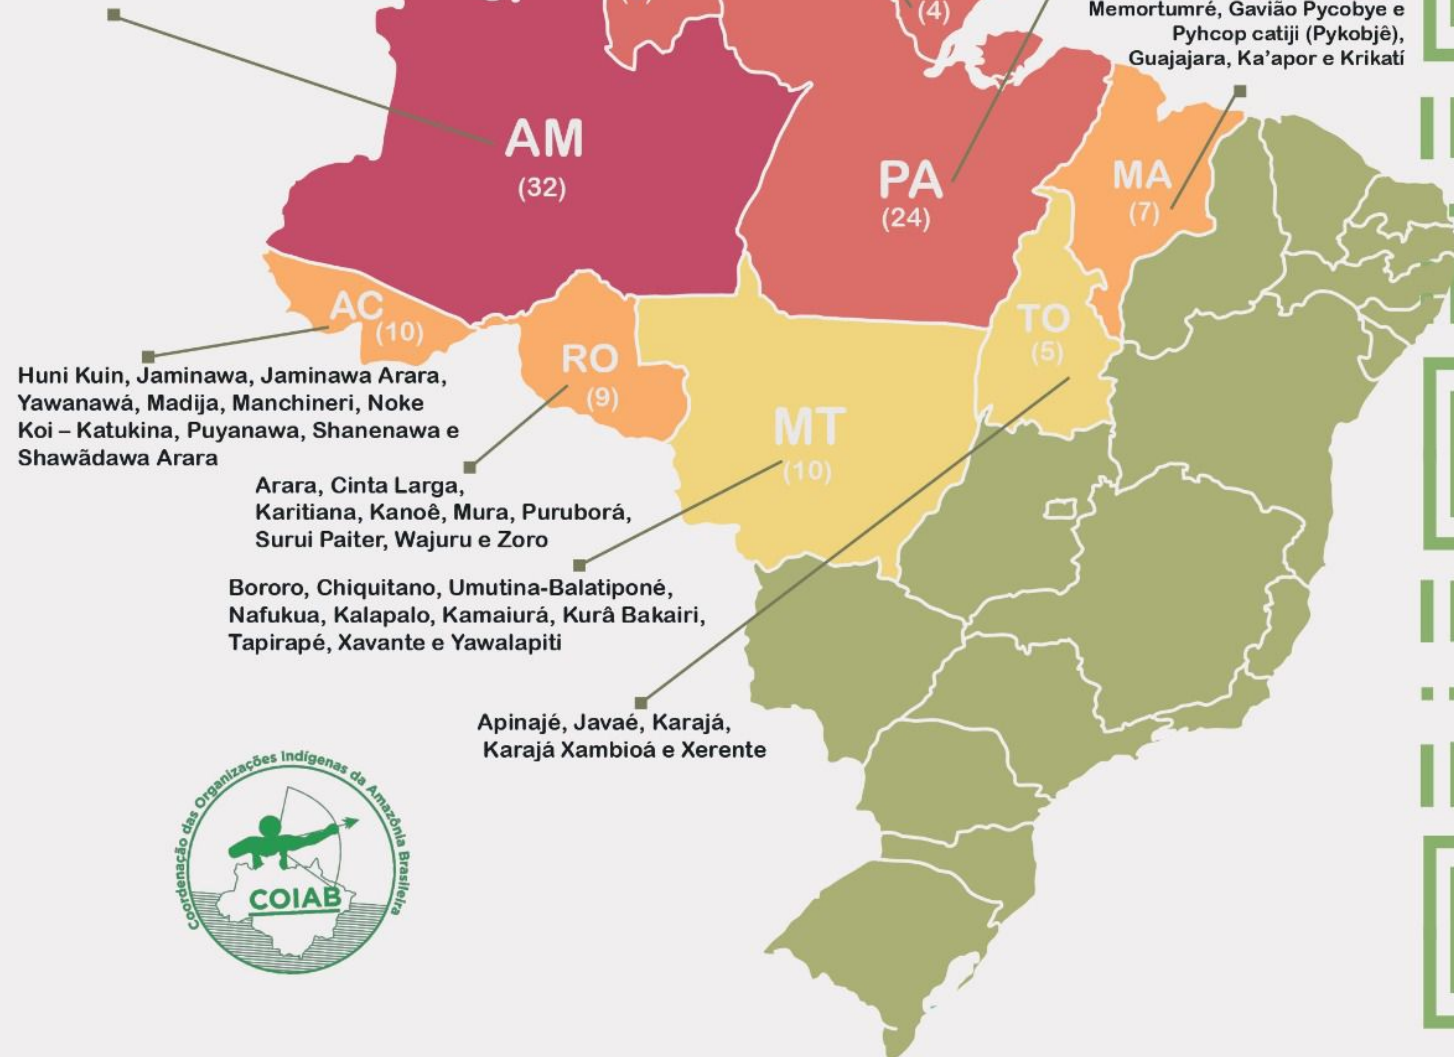 (4)
Memortumré, Gavião Pycobye e
Pyhcop catiji (Pykobjê),
Guajajara, Ka'apor e Krikatí
AM
(32)
PA
(24)
MA
(7)
AC
(10)
RO
(9)
MT
(10)
TO
(5)
Huni Kuin, Jaminawa, Jaminawa Arara,
Yawanawá, Madija, Manchineri, Noke
Koi – Katukina, Puyanawa, Shanenawa e
Shawãdawa Arara
Arara, Cinta Larga,
Karitiana, Kanoê, Mura, Puruborá,
Surui Paiter, Wajuru e Zoro
Bororo, Chiquitano, Umutina-Balatiponé,
Nafukua, Kalapalo, Kamaiurá, Kurâ Bakairi,
Tapirapé, Xavante e Yawalapiti
Apinajé, Javaé, Karajá,
Karajá Xambioá e Xerente
Coordenação das Organizações Indígenas da Amazônia Brasileira
COIAB